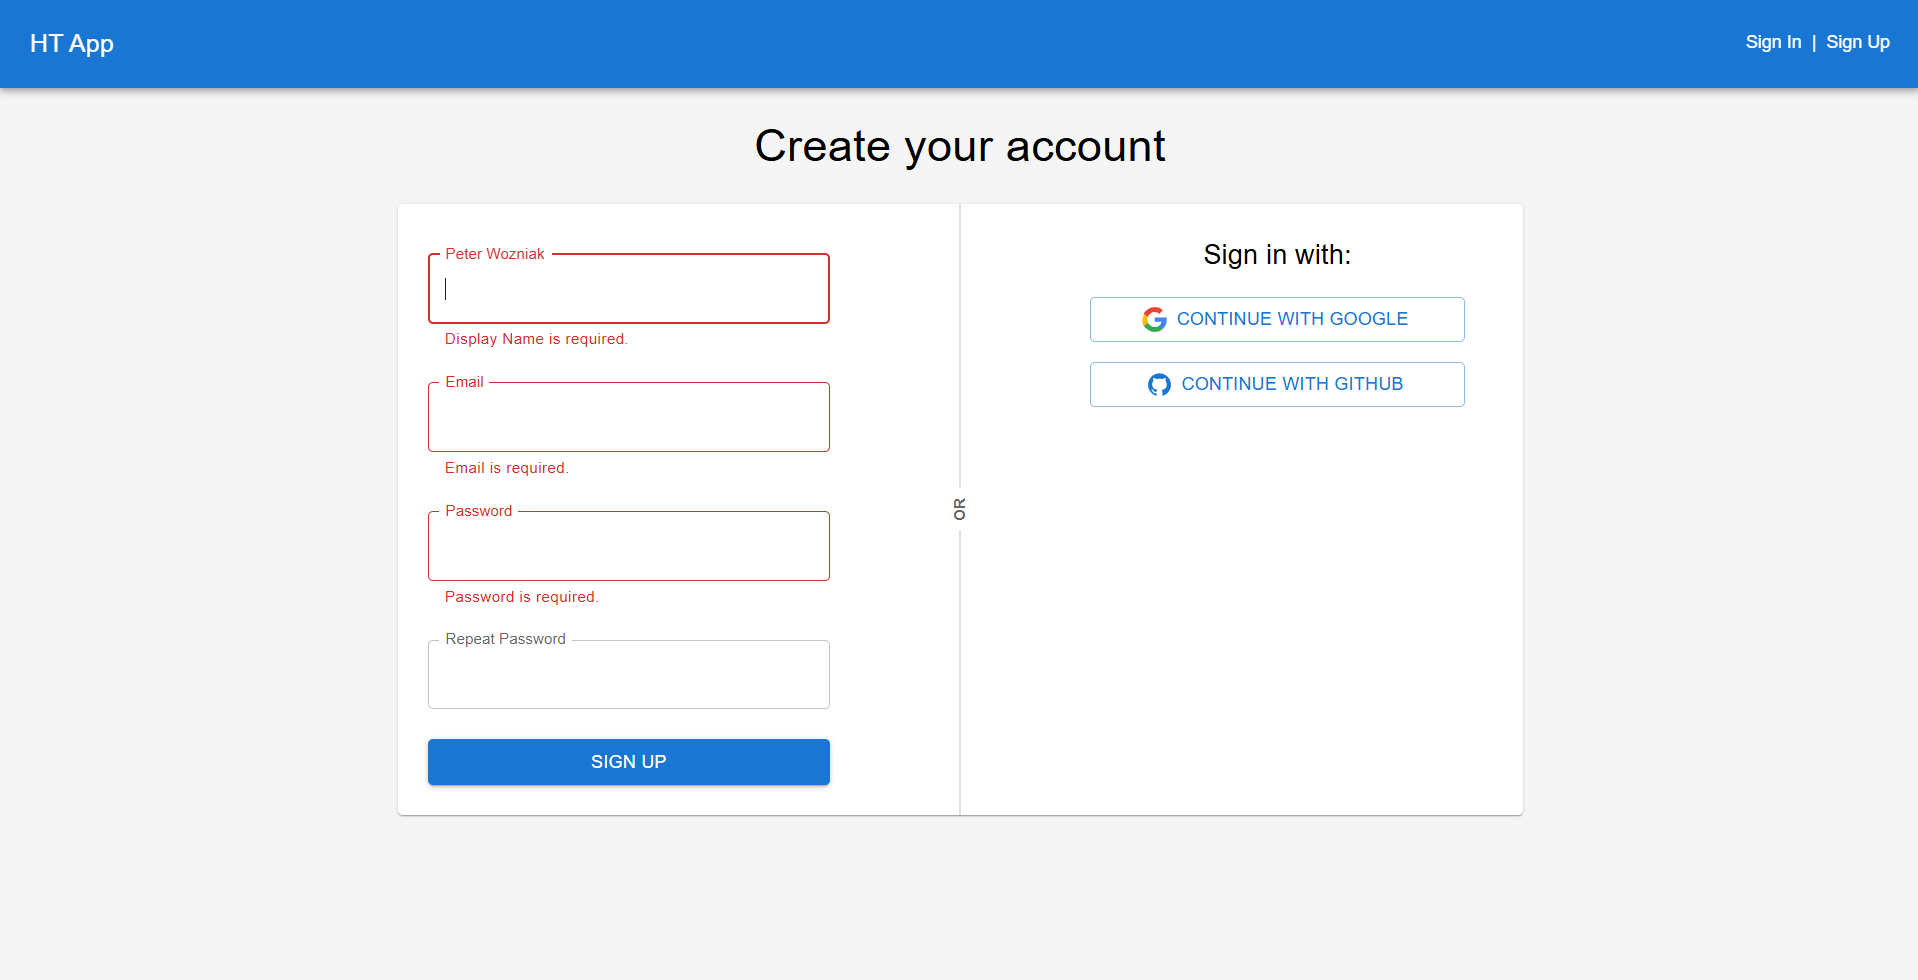 HT App
Sign In | Sign Up
Create your account
Peter Wozniak
Display Name is required.
Email
Email is required.
Password
Password is required.
Repeat Password
SIGN UP
OR
Sign in with:
CONTINUE WITH GOOGLE
CONTINUE WITH GITHUB